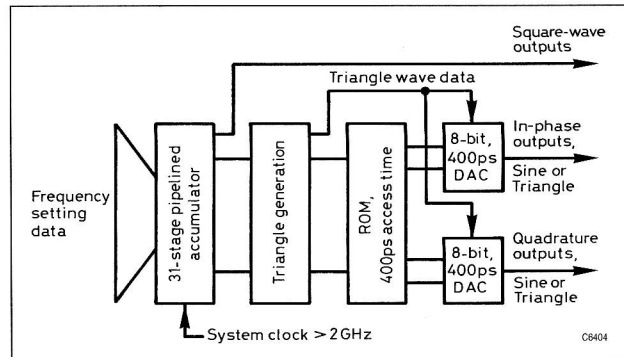 Square-wave
outputs
Triangle wave data
8-bit,
400ps
DAC
In-phase
outputs,
Sine or
Triangle
Frequency
setting
data
31-stage pipelined
accumulator
Triangle generation
ROM,
400ps access time
8-bit,
400ps
DAC
Quadrature
outputs,
Sine or
Triangle
System clock > 2GHz
C6404